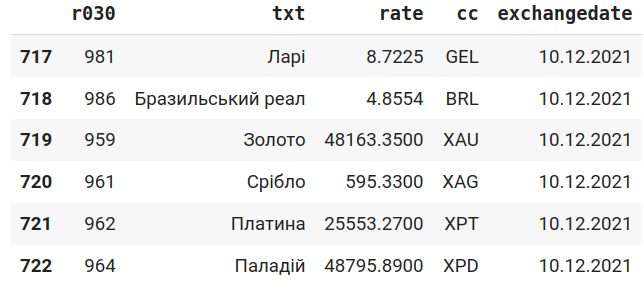 r030 txt rate cc exchangedate
717 981 Ларі 8.7225 GEL 10.12.2021
718 986 Бразильський реал 4.8554 BRL 10.12.2021
719 959 Золото 48163.3500 XAU 10.12.2021
720 961 Срібло 595.3300 XAG 10.12.2021
721 962 Платина 25553.2700 XPT 10.12.2021
722 964 Паладій 48795.8900 XPD 10.12.2021